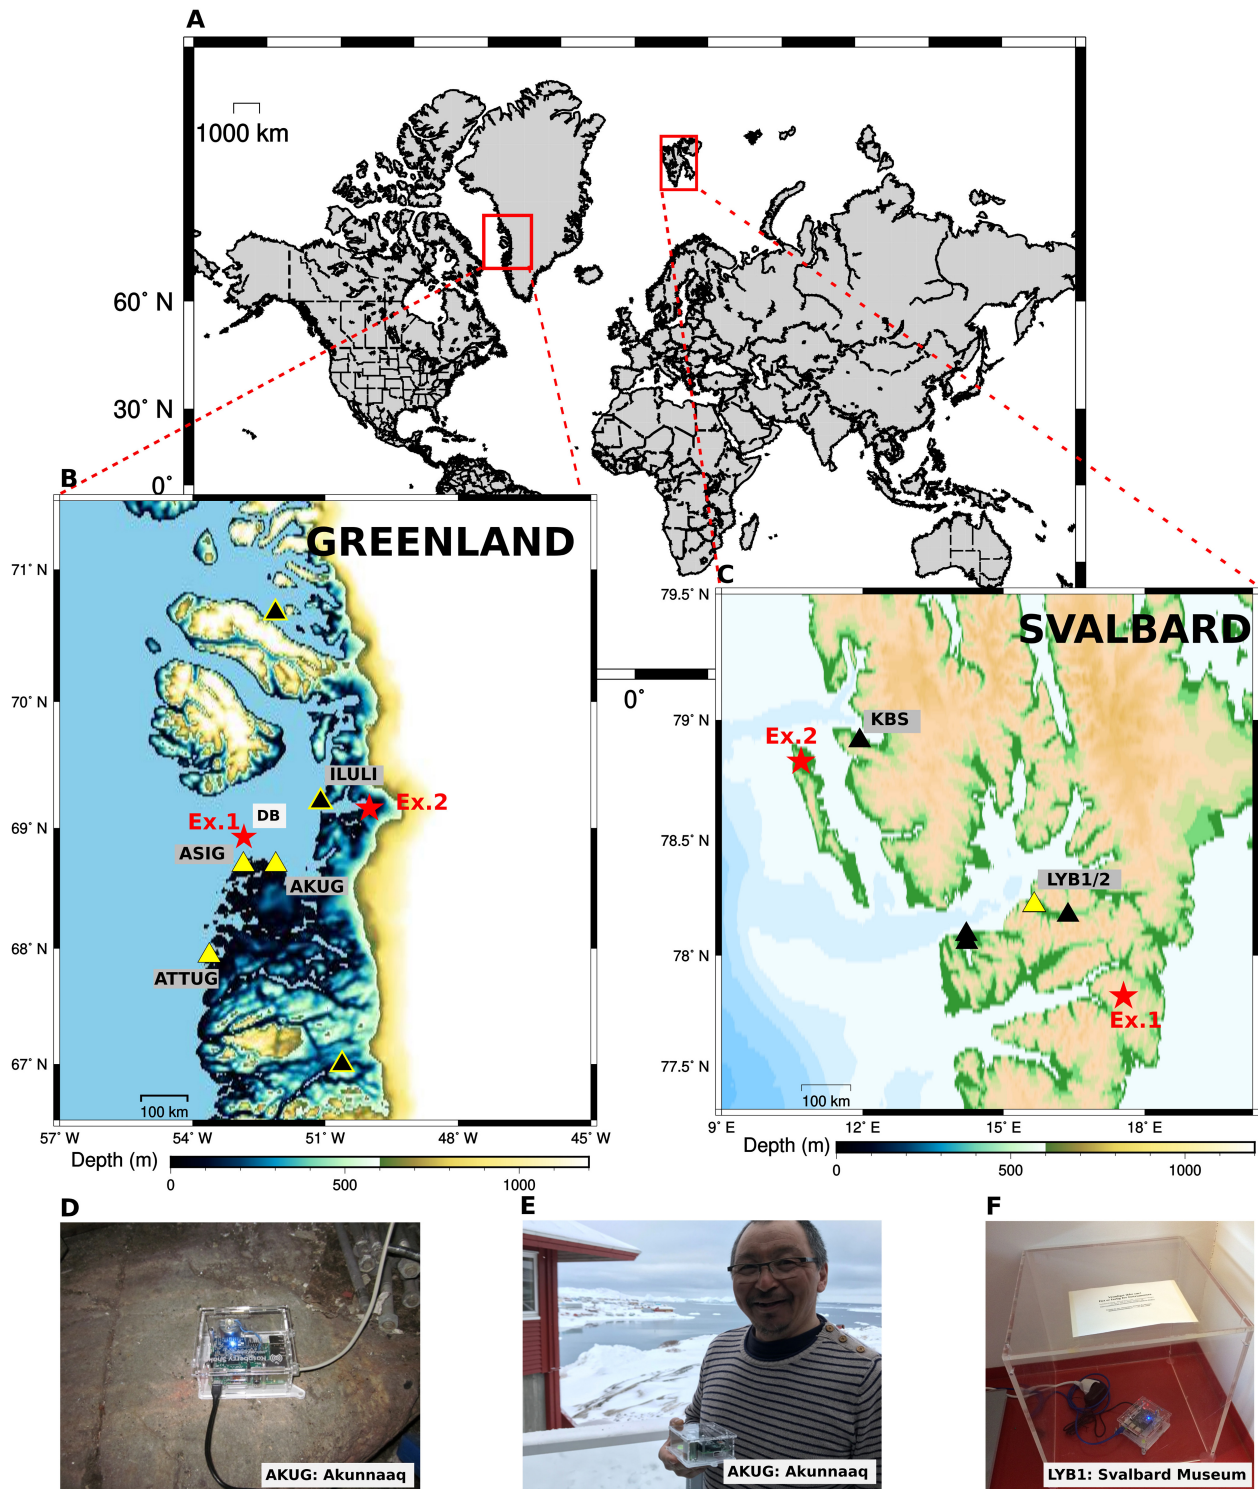 A
1000 km
60° N
30° N
0°
0°
B
GREENLAND
71° N
70° N
69° N
68° N
67° N
ILULI
Ex.2
DB
Ex.1
ASIG
AKUG
ATTUG
100 km
57° W
54° W
51° W
48° W
45° W
Depth (m)
0
500
1000
C
SVALBARD
79.5° N
79° N
78.5° N
78° N
77.5° N
KBS
Ex.2
LYB1/2
Ex.1
100 km
9° E
12° E
15° E
18° E
Depth (m)
0
500
1000
D
Raspberry Shake
AKUG: Akunnaaq
E
AKUG: Akunnaaq
F
LYB1: Svalbard Museum